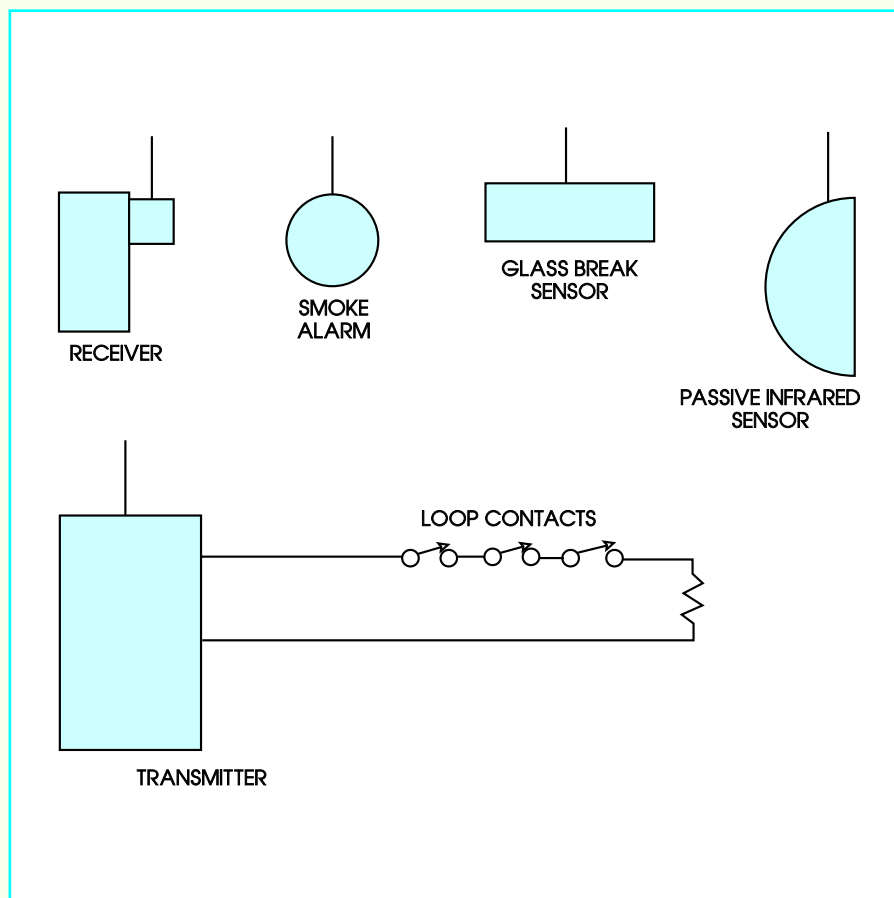 GLASS BREAK
SENSOR
SMOKE
ALARM
RECEIVER
PASSIVE INFRARED
SENSOR
LOOP CONTACTS
TRANSMITTER